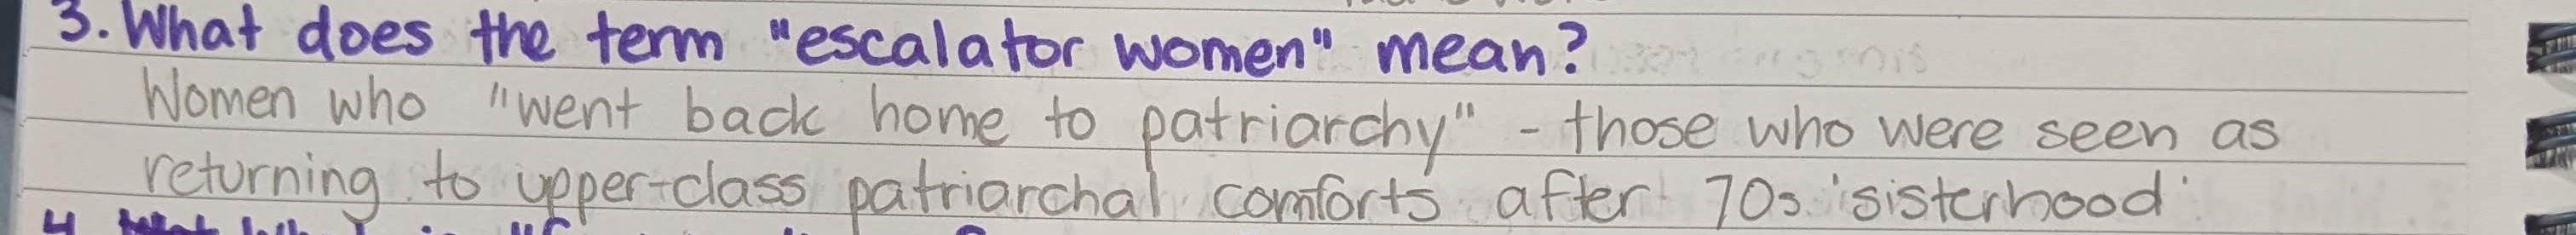 3. What does the term "escalator women" mean?
Women who "went back home to patriarchy" - those who were seen as
returning to upper-class patriarchal comforts after 70s 'sisterhood'
4.